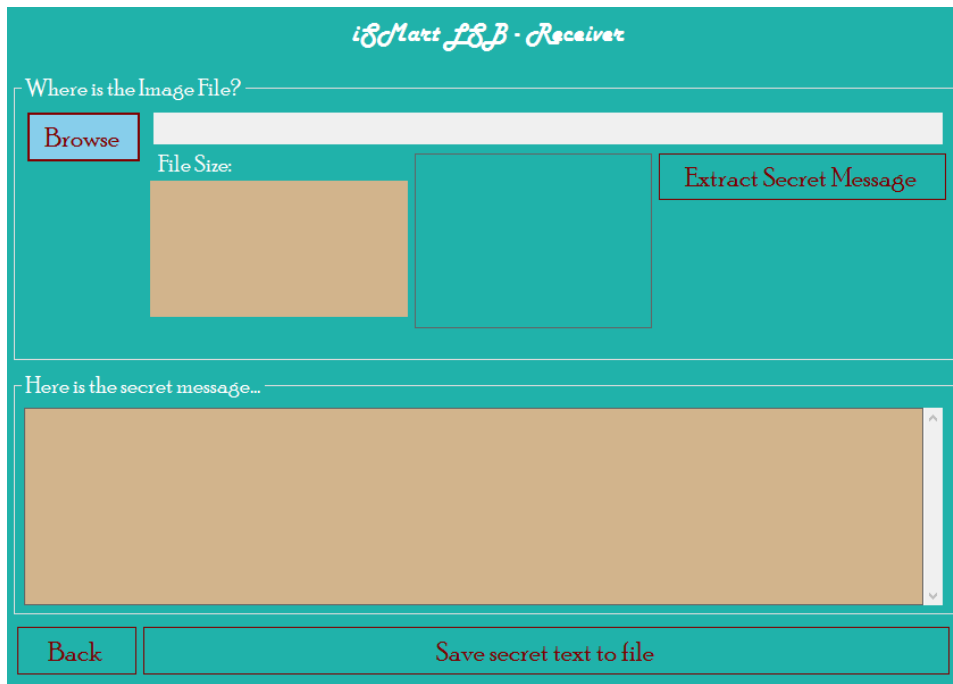 iSMart LSB - Receiver
Where is the Image File?
Browse
File Size:
Extract Secret Message
Here is the secret message...
Back
Save secret text to file